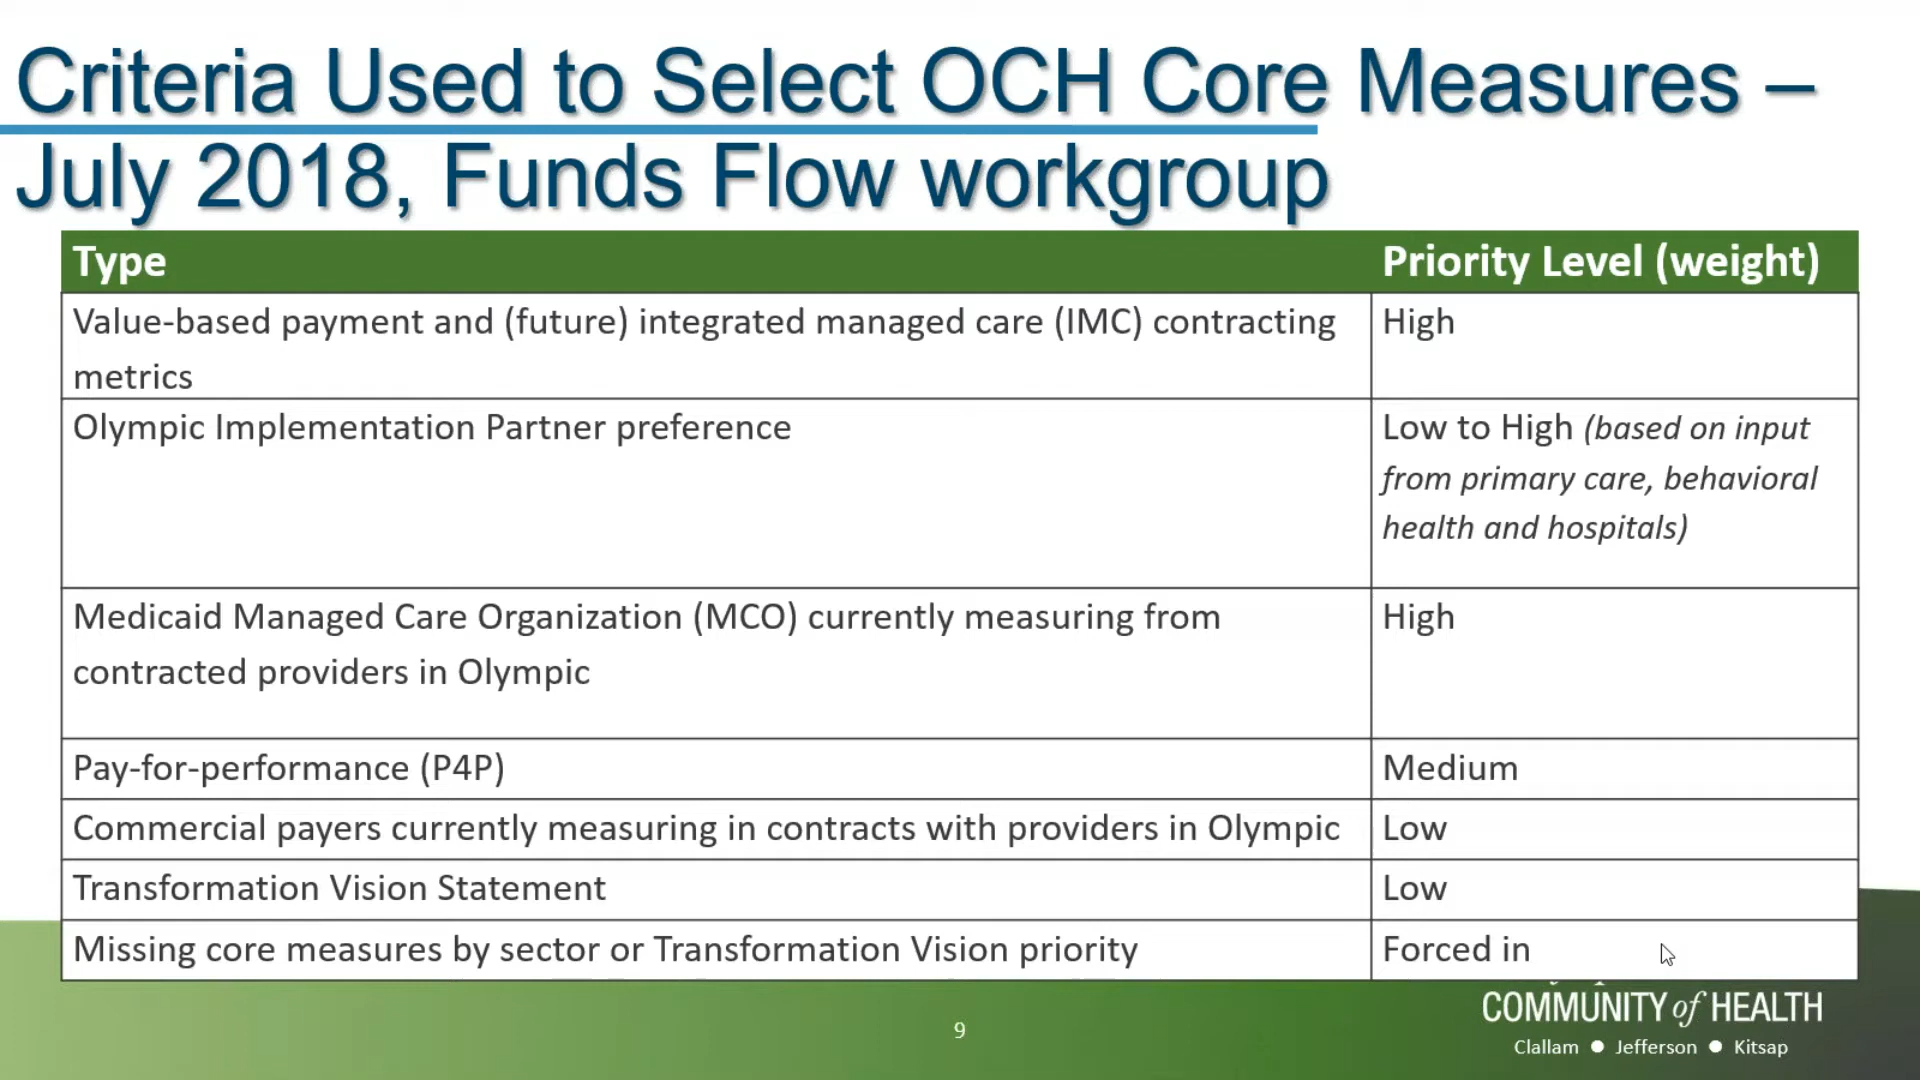 Criteria Used to Select OCH Core Measures –
July 2018, Funds Flow workgroup
Type
Priority Level (weight)
Value-based payment and (future) integrated managed care (IMC) contracting
metrics
High
Olympic Implementation Partner preference
Low to High (based on input
from primary care, behavioral
health and hospitals)
Medicaid Managed Care Organization (MCO) currently measuring from
contracted providers in Olympic
High
Pay-for-performance (P4P)
Medium
Commercial payers currently measuring in contracts with providers in Olympic
Low
Transformation Vision Statement
Low
Missing core measures by sector or Transformation Vision priority
Forced in
9
COMMUNITY of HEALTH
Clallam ● Jefferson ● Kitsap